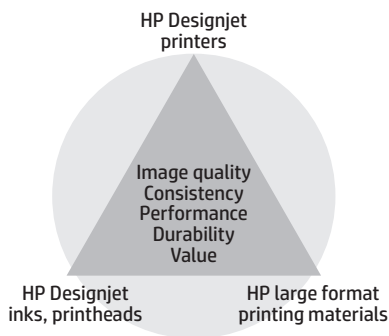 HP Designjet
printers
Image quality
Consistency
Performance
Durability
Value
HP Designjet
inks, printheads
HP large format
printing materials